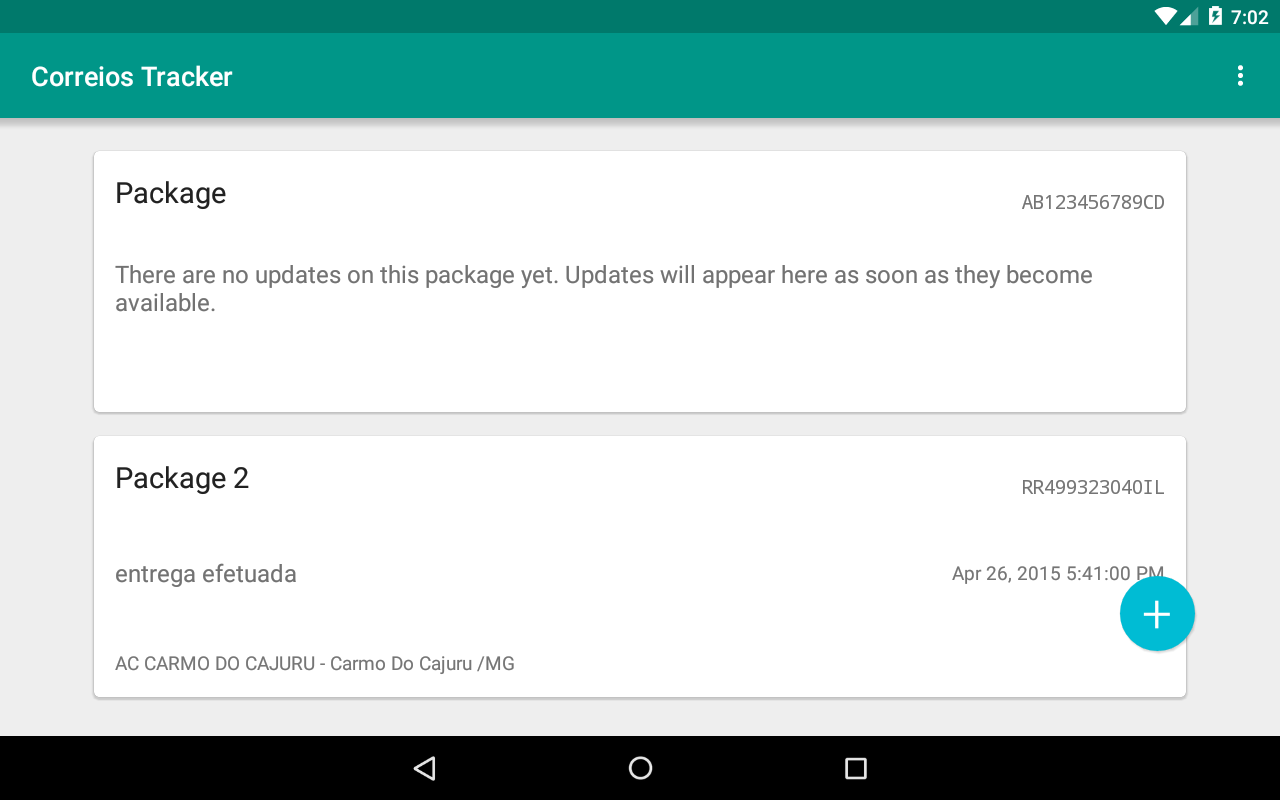 7:02
Correios Tracker
Package
AB123456789CD
There are no updates on this package yet. Updates will appear here as soon as they become
available.
Package 2
RR499323040IL
entrega efetuada
Apr 26, 2015 5:41:00 PM
AC CARMO DO CAJURU - Carmo Do Cajuru /MG